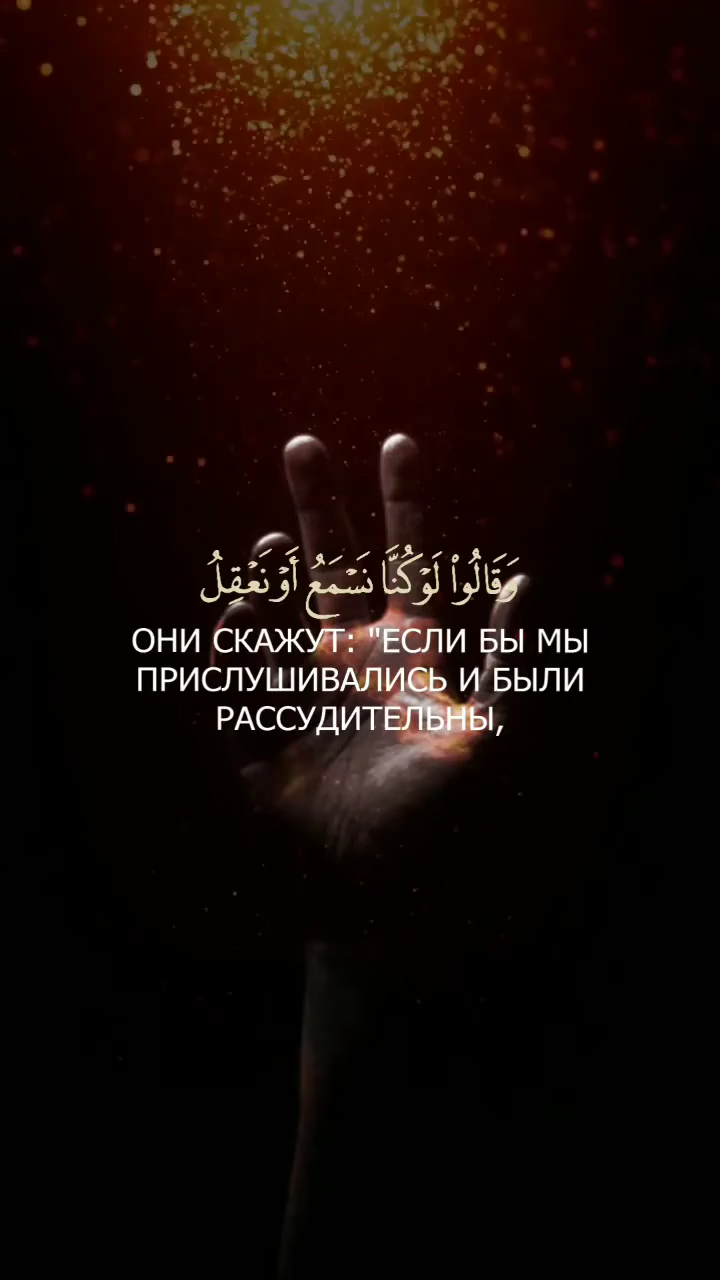 وَقَالُوا۟ لَوْ كُنَّا نَسْمَعُ أَوْ نَعْقِلُ
ОНИ СКАЖУТ: "ЕСЛИ БЫ МЫ
ПРИСЛУШИВАЛИСЬ И БЫЛИ
РАССУДИТЕЛЬНЫ,